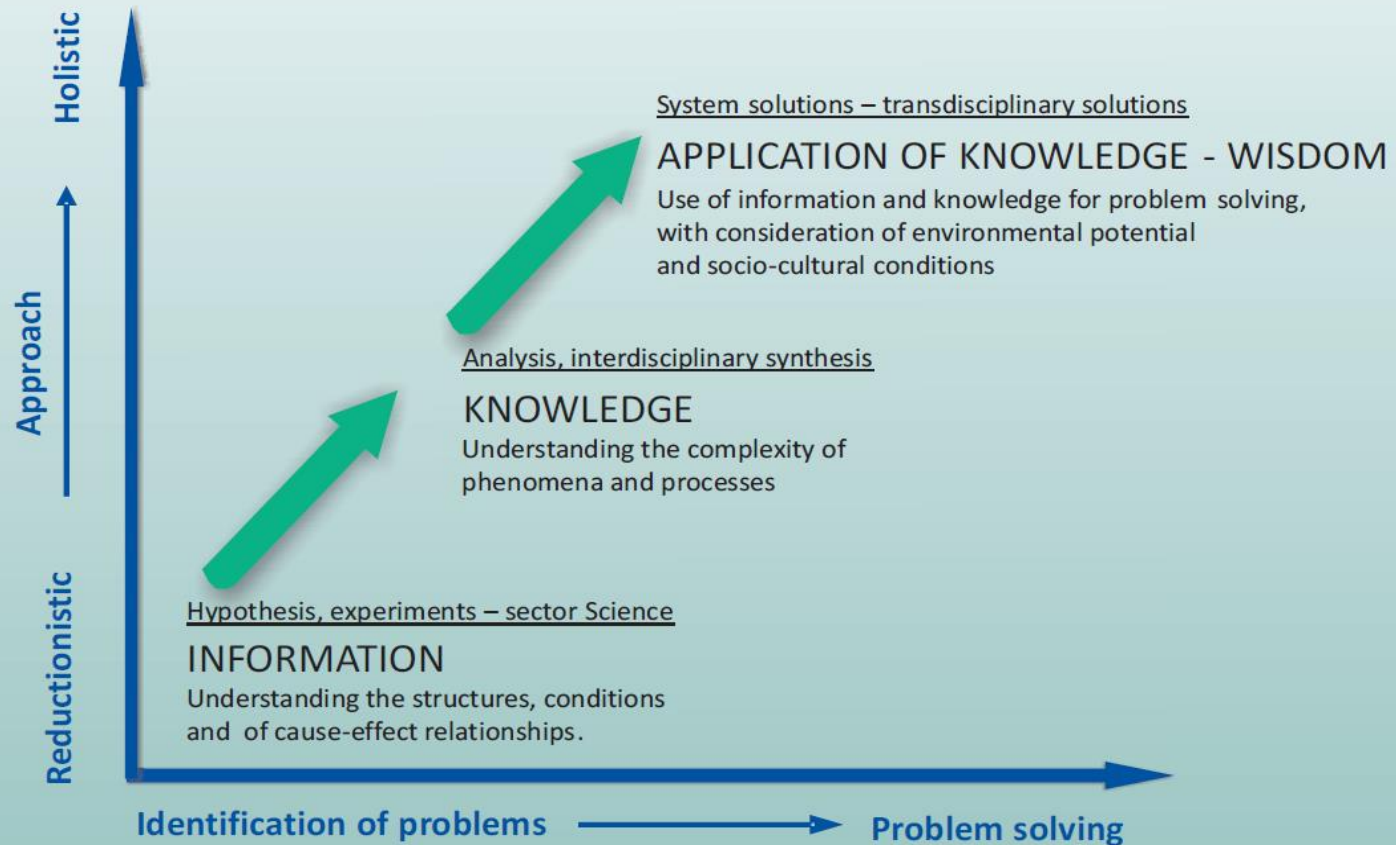 Holistic
Approach
Reductionistic
System solutions – transdisciplinary solutions
APPLICATION OF KNOWLEDGE - WISDOM
Use of information and knowledge for problem solving,
with consideration of environmental potential
and socio-cultural conditions
Analysis, interdisciplinary synthesis
KNOWLEDGE
Understanding the complexity of
phenomena and processes
Hypothesis, experiments – sector Science
INFORMATION
Understanding the structures, conditions
and of cause-effect relationships.
Identification of problems
Problem solving